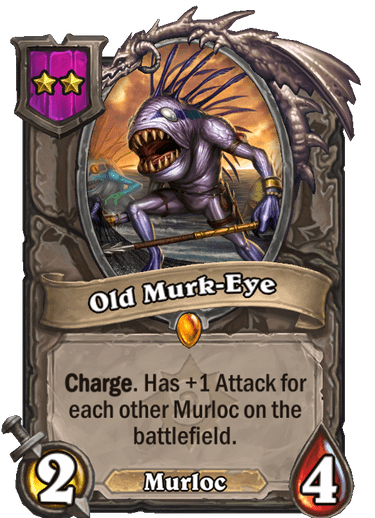 Old Murk-Eye
Charge. Has +1 Attack for
each other Murloc on the
battlefield.
2
Murloc
4